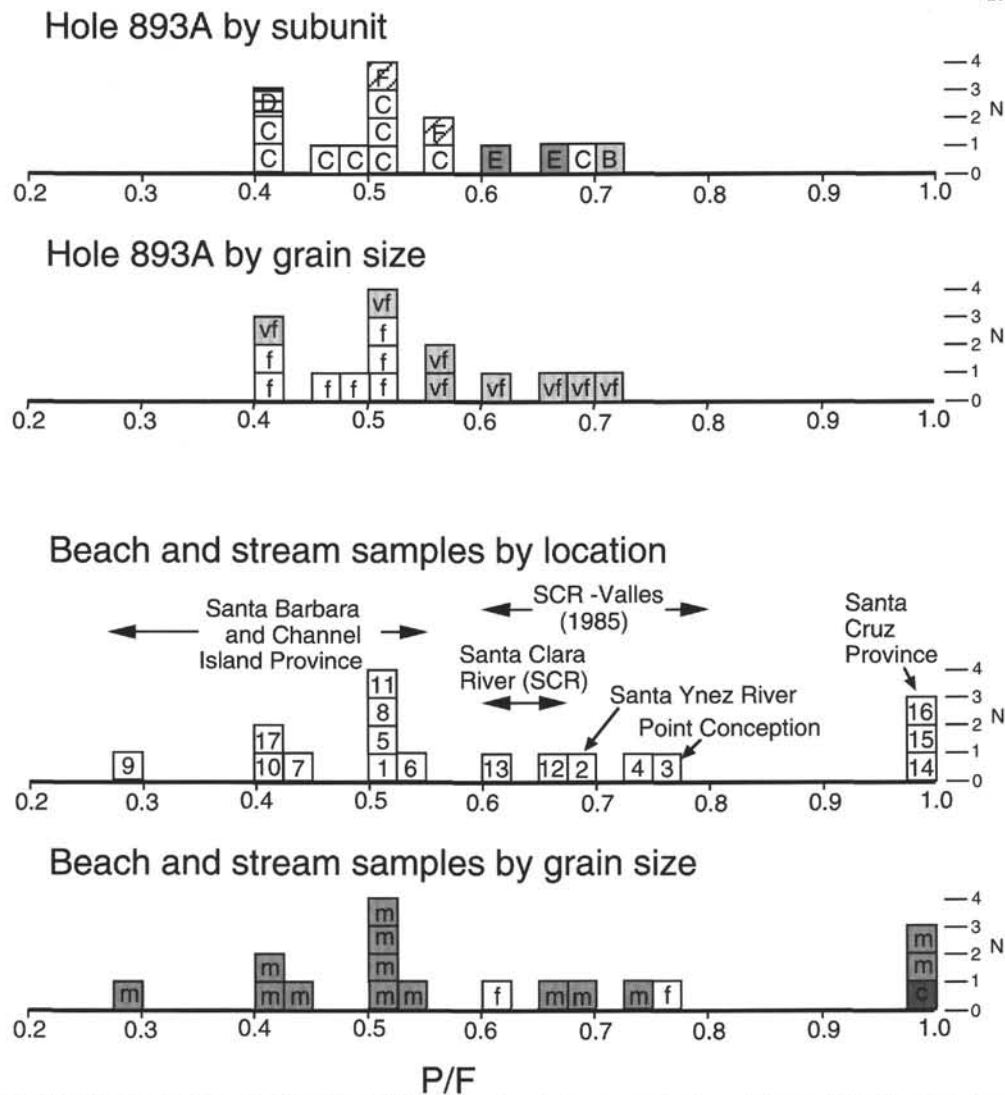 Hole 893A by subunit
F
D C F
C C C
C C C C C E E C B
4
3
2
1
0
N
0.2 0.3 0.4 0.5 0.6 0.7 0.8 0.9 1.0
Hole 893A by grain size
vf
vf f
f f vf
f f f f vf vf vf vf vf
4
3
2
1
0
N
0.2 0.3 0.4 0.5 0.6 0.7 0.8 0.9 1.0
Beach and stream samples by location
Santa Barbara
and Channel
Island Province
SCR -Valles
(1985)
Santa Clara
River (SCR)
Santa Ynez River
Point Conception
Santa
Cruz
Province
11
8 16
17 5 15
9 10 7 1 6 13 12 2 4 3 14
4
3
2
1
0
N
0.2 0.3 0.4 0.5 0.6 0.7 0.8 0.9 1.0
Beach and stream samples by grain size
m
m m
m m m
m m m m m f m m m f c
4
3
2
1
0
N
0.2 0.3 0.4 0.5 0.6 0.7 0.8 0.9 1.0
P/F